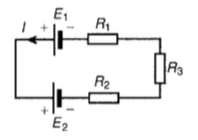 E₁
I + − R₁
R₃
R₂
+ −
E₂